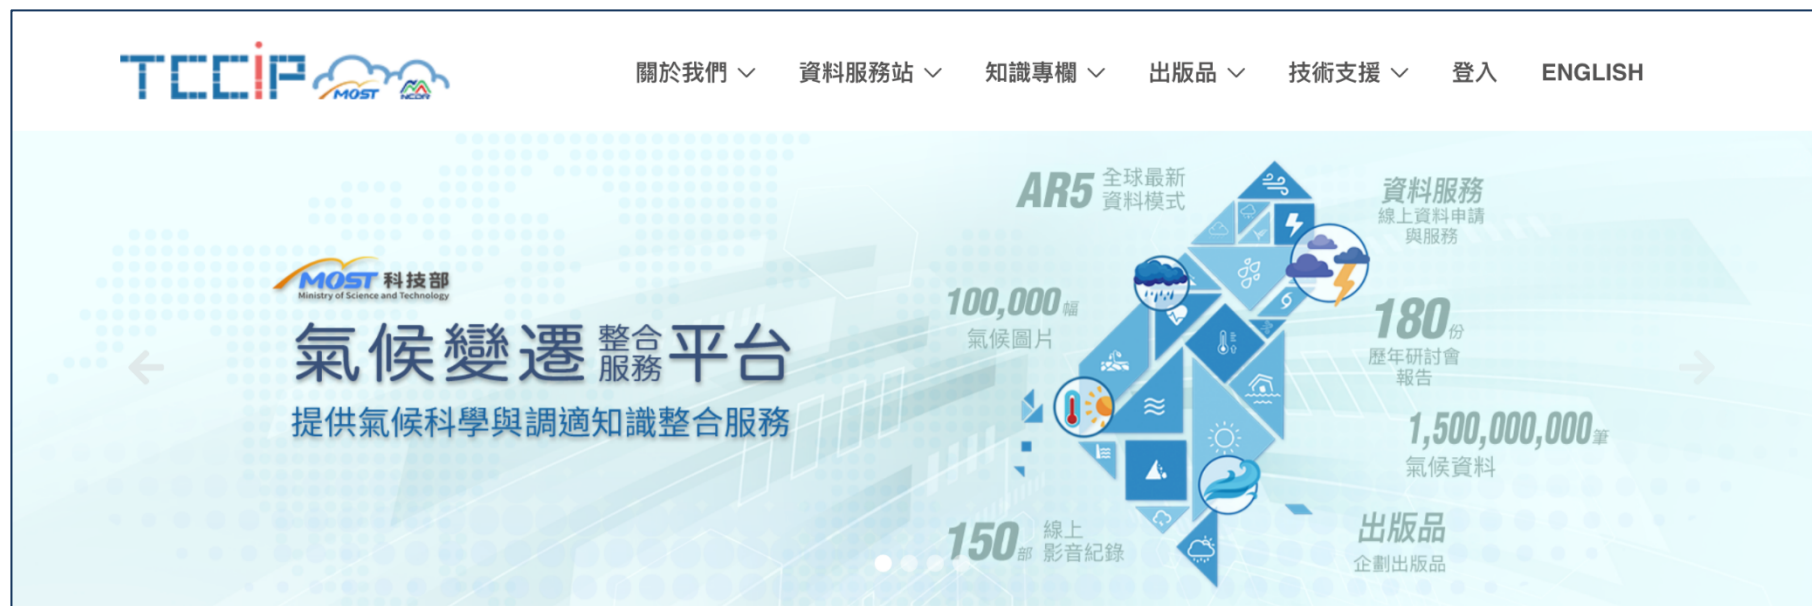 TCCiP
MOST
NCDR
關於我們
資料服務站
知識專欄
出版品
技術支援
登入
ENGLISH
MOST 科技部
Ministry of Science and Technology
氣候變遷整合服務平台
提供氣候科學與調適知識整合服務
AR5 全球最新
資料模式
100,000幅
氣候圖片
150部 線上
影音紀錄
資料服務
線上資料申請
與服務
180份
歷年研討會
報告
1,500,000,000筆
氣候資料
出版品
企劃出版品